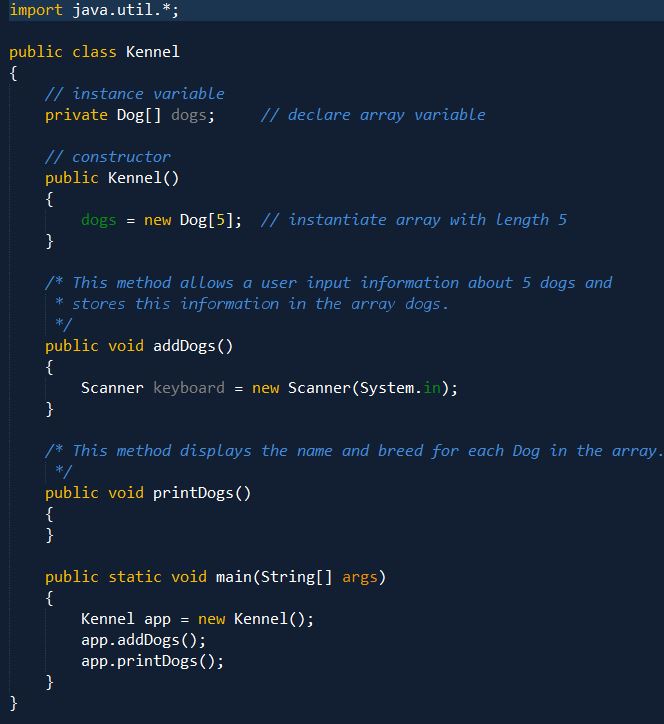 import java.util.*;
public class Kennel
{
// instance variable
private Dog[] dogs;     // declare array variable
// constructor
public Kennel()
{
dogs = new Dog[5];  // instantiate array with length 5
}
/* This method allows a user input information about 5 dogs and
* stores this information in the array dogs.
*/
public void addDogs()
{
Scanner keyboard = new Scanner(System.in);
}
/* This method displays the name and breed for each Dog in the array.
*/
public void printDogs()
{
}
public static void main(String[] args)
{
Kennel app = new Kennel();
app.addDogs();
app.printDogs();
}
}